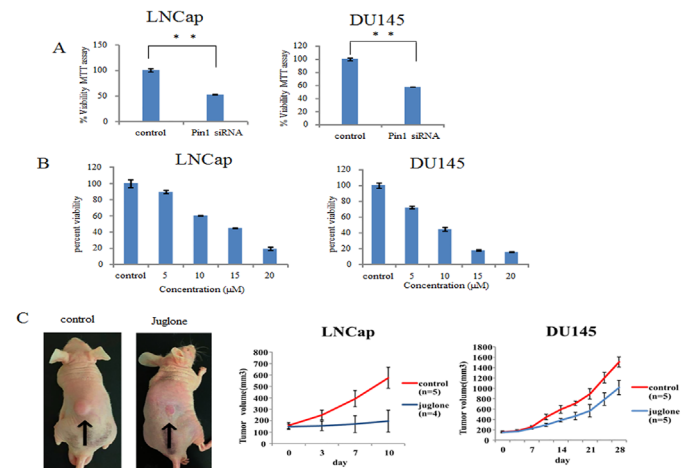 LNCap
DU145
A
* *
* *
% Viability MTT assay
150
100
50
0
control
Pin1 siRNA
% Viability MTT assay
120
100
80
60
40
20
0
control
Pin1 siRNA
B
LNCap
DU145
percent viability
120
100
80
60
40
20
0
control 5 10 15 20
Concentration (μM)
percent viability
120
100
80
60
40
20
0
control 5 10 15 20
Concentration (μM)
C
control
Juglone
LNCap
Tumor volume(mm3)
800
700
600
500
400
300
200
100
0 3 7 10
day
control
(n=5)
juglone
(n=4)
DU145
Tumor volume(mm3)
1800
1600
1400
1200
1000
800
600
400
200
0
0 7 14 21 28
day
control
(n=5)
juglone
(n=5)